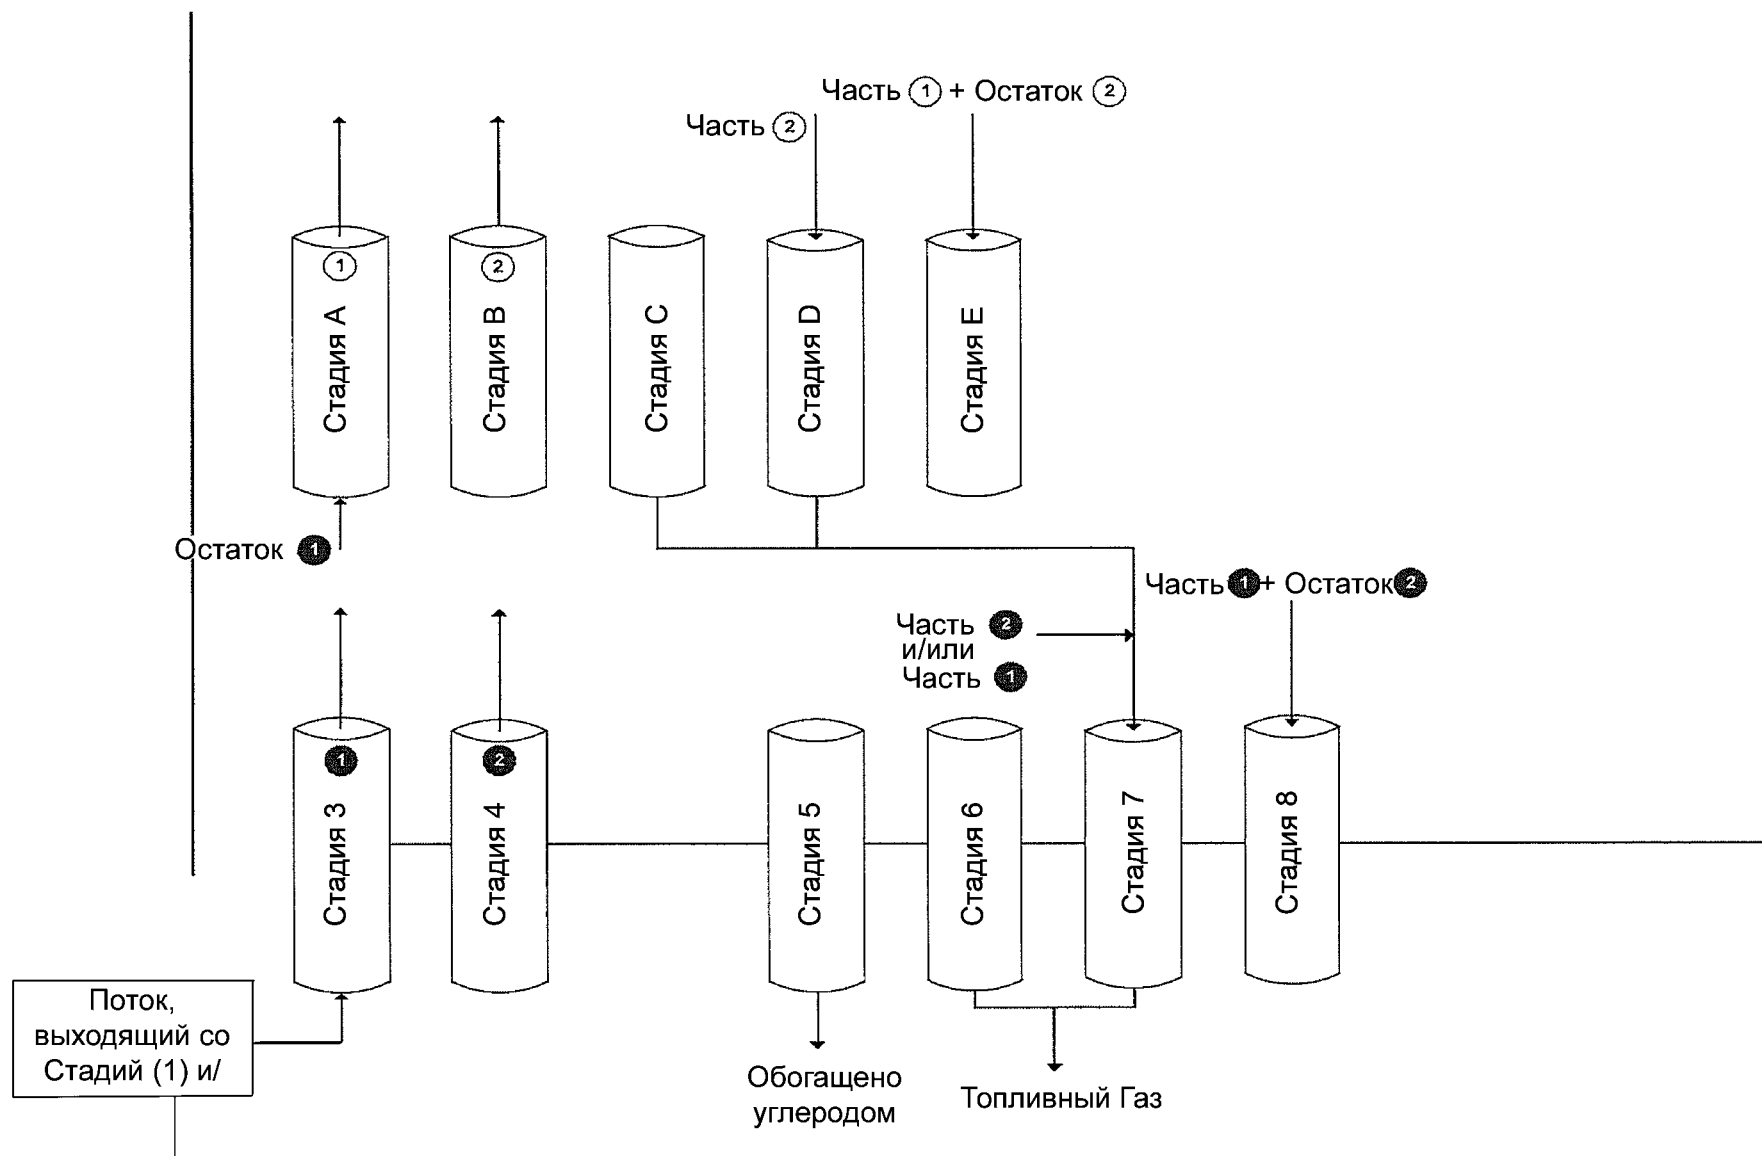 Часть ① + Остаток ②
Часть ②
① ②
Стадия A
Стадия B
Стадия C
Стадия D
Стадия E
Остаток ❶
Часть ❶ + Остаток ❷
Часть ❷
и/или
Часть ❶
❶ ❷
Стадия 3
Стадия 4
Стадия 5
Стадия 6
Стадия 7
Стадия 8
Поток,
выходящий со
Стадий (1) и/
Обогащено
углеродом
Топливный Газ